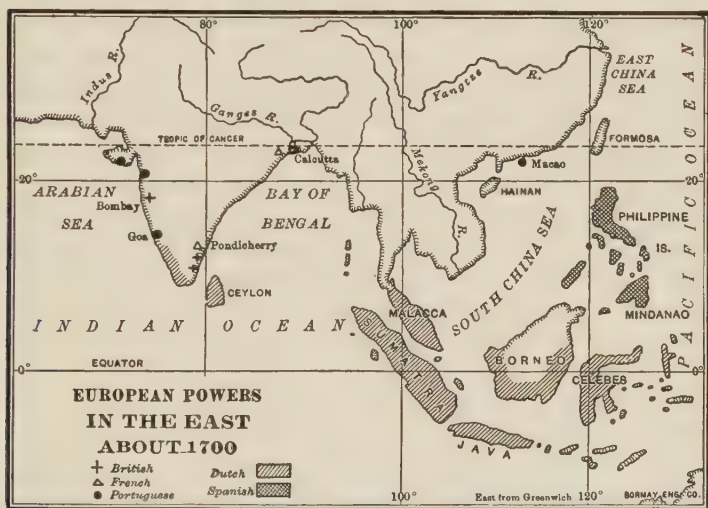 80°
100°
120°
Indus R.
Ganges R.
Yangtze R.
EAST
CHINA
SEA
TROPIC OF CANCER
Calcutta
Mekong R.
Macao
FORMOSA
HAINAN
20°
20°
ARABIAN
SEA
Bombay
BAY OF
BENGAL
PHILIPPINE
IS.
Goa
Pondicherry
SOUTH CHINA SEA
PACIFIC OCEAN
CEYLON
MALACCA
MINDANAO
INDIAN OCEAN
SUMATRA
BORNEO
CELEBES
0°
EQUATOR
0°
JAVA
EUROPEAN POWERS
IN THE EAST
ABOUT 1700
British
French
Portuguese
Dutch
Spanish
80°
100°
East from Greenwich
120°
BORMAY ENG. CO.